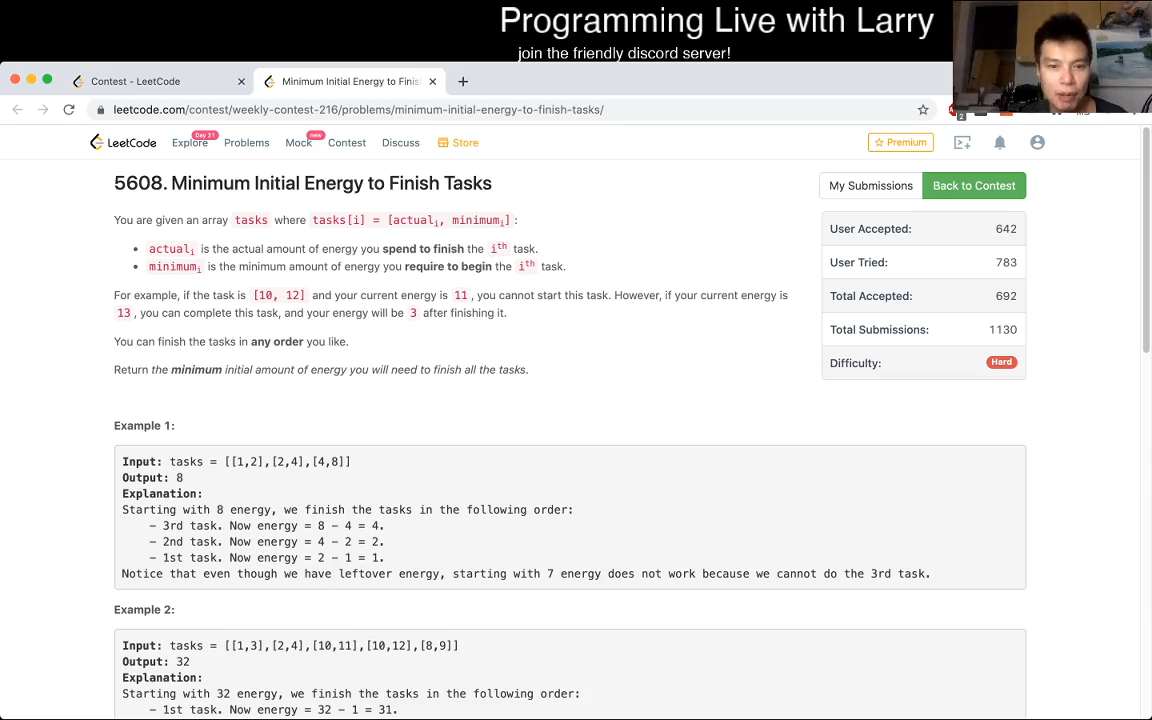 Programming Live with Larry
join the friendly discord server!
Contest - LeetCode
Minimum Initial Energy to Finis
leetcode.com/contest/weekly-contest-216/problems/minimum-initial-energy-to-finish-tasks/
2
LeetCode
Explore
Day 21
Problems
Mock
new
Contest
Discuss
Store
Premium
5608. Minimum Initial Energy to Finish Tasks
My Submissions
Back to Contest
You are given an array tasks where tasks[i] = [actuali, minimumi] :
• actuali is the actual amount of energy you spend to finish the ith task.
• minimumi is the minimum amount of energy you require to begin the ith task.
For example, if the task is [10, 12] and your current energy is 11 , you cannot start this task. However, if your current energy is
13 , you can complete this task, and your energy will be 3 after finishing it.
You can finish the tasks in any order you like.
Return the minimum initial amount of energy you will need to finish all the tasks.
User Accepted: 642
User Tried: 783
Total Accepted: 692
Total Submissions: 1130
Difficulty: Hard
Example 1:
Input: tasks = [[1,2],[2,4],[4,8]]
Output: 8
Explanation:
Starting with 8 energy, we finish the tasks in the following order:
– 3rd task. Now energy = 8 – 4 = 4.
– 2nd task. Now energy = 4 – 2 = 2.
– 1st task. Now energy = 2 – 1 = 1.
Notice that even though we have leftover energy, starting with 7 energy does not work because we cannot do the 3rd task.
Example 2:
Input: tasks = [[1,3],[2,4],[10,11],[10,12],[8,9]]
Output: 32
Explanation:
Starting with 32 energy, we finish the tasks in the following order:
– 1st task. Now energy = 32 – 1 = 31.